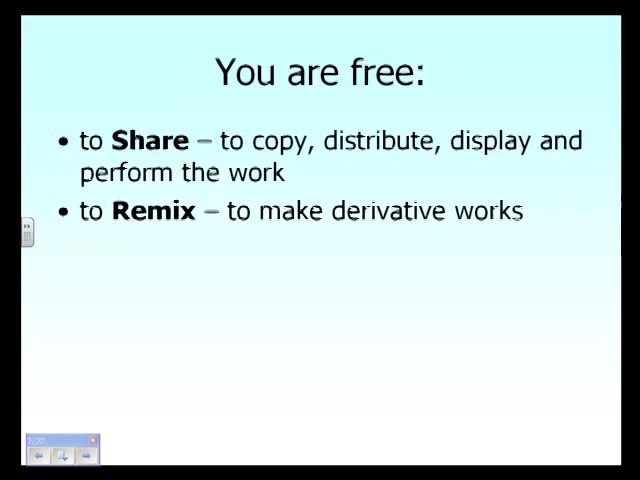 You are free:
• to Share – to copy, distribute, display and
perform the work
• to Remix – to make derivative works